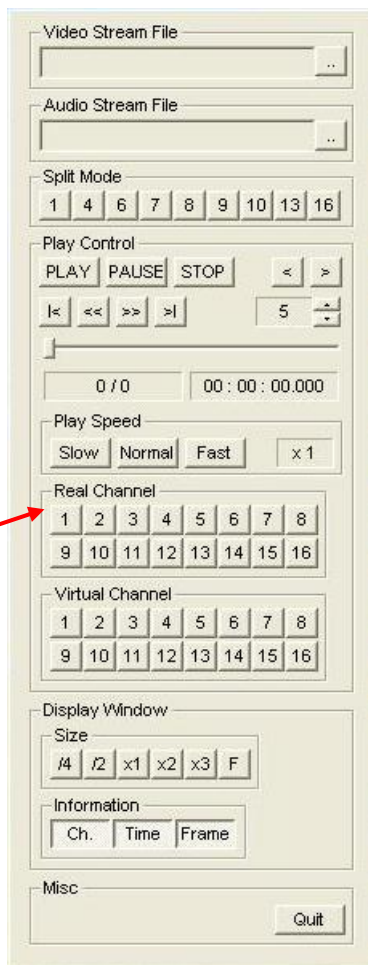 Video Stream File
..
Audio Stream File
..
Split Mode
1 4 6 7 8 9 10 13 16
Play Control
PLAY PAUSE STOP < >
|< << >> >| 5
0 / 0 00 : 00 : 00.000
Play Speed
Slow Normal Fast x 1
Real Channel
1 2 3 4 5 6 7 8
9 10 11 12 13 14 15 16
Virtual Channel
1 2 3 4 5 6 7 8
9 10 11 12 13 14 15 16
Display Window
Size
/4 /2 x1 x2 x3 F
Information
Ch. Time Frame
Misc
Quit